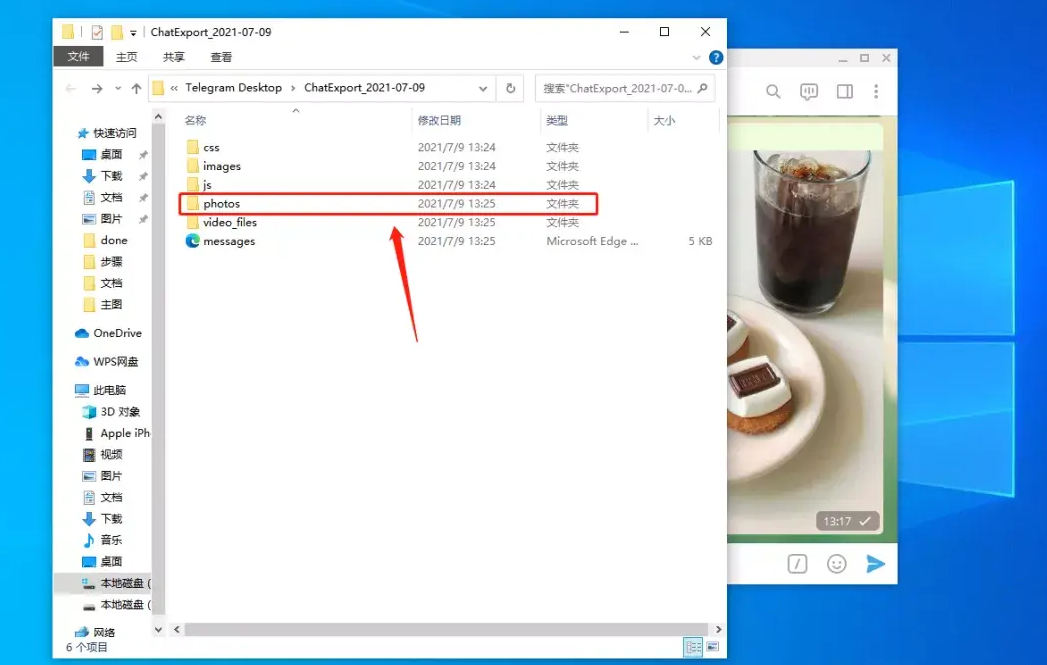 ChatExport_2021-07-09
文件 主页 共享 查看
« Telegram Desktop › ChatExport_2021-07-09
搜索"ChatExport_2021-07-0...
名称 修改日期 类型 大小
css 2021/7/9 13:24 文件夹
images 2021/7/9 13:24 文件夹
js 2021/7/9 13:24 文件夹
photos 2021/7/9 13:25 文件夹
video_files 2021/7/9 13:25 文件夹
messages 2021/7/9 13:25 Microsoft Edge ... 5 KB
快速访问
桌面
下载
文档
图片
done
步骤
文档
主图
OneDrive
WPS网盘
此电脑
3D 对象
Apple iPh
视频
图片
文档
下载
音乐
桌面
本地磁盘 (
本地磁盘 (
网络
6 个项目
13:17